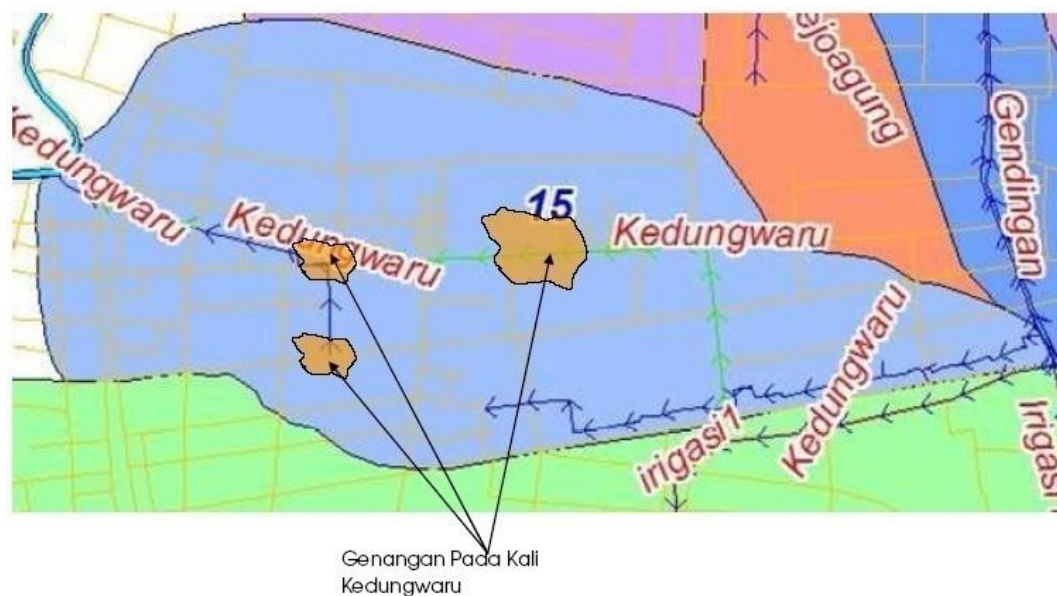 ejoagung
Gendingan
Kedungwaru
15
Kedungwaru
Kedungwaru
Kedungwaru
irigasi1
Irigasi
Genangan Pada Kali
Kedungwaru